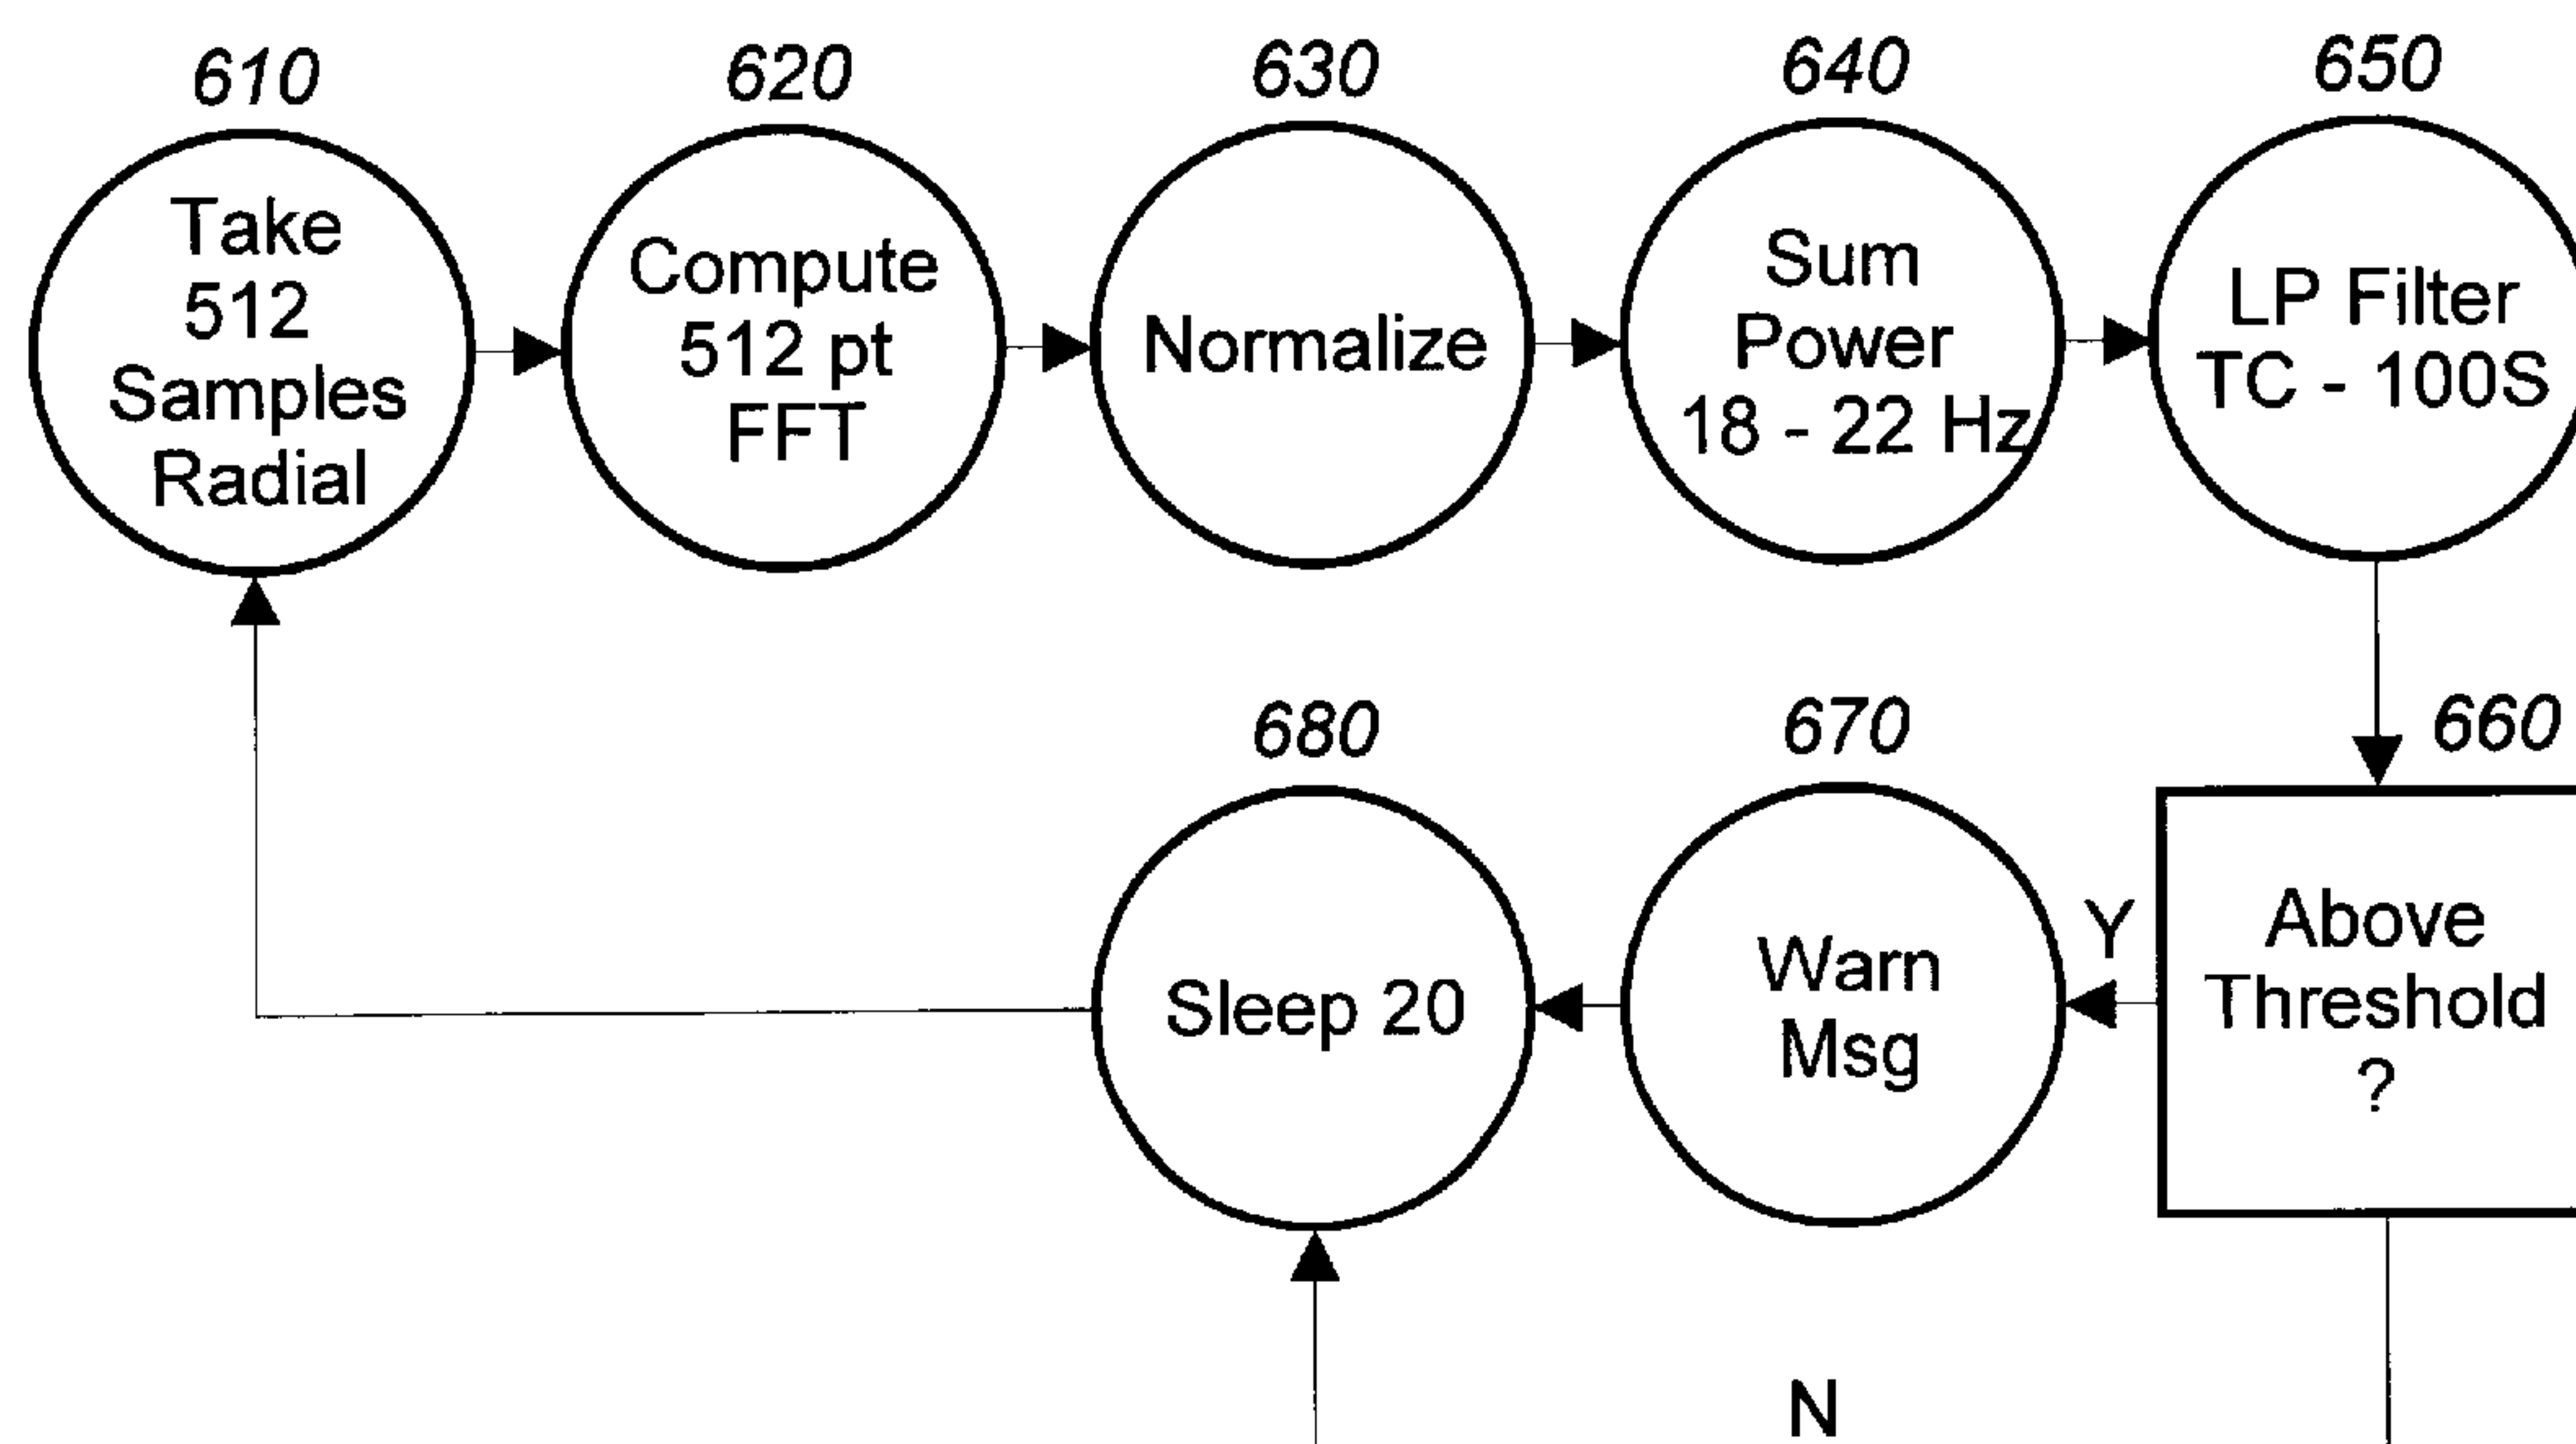 610
Take
512
Samples
Radial
620
Compute
512 pt
FFT
630
Normalize
640
Sum
Power
18 - 22 Hz
650
LP Filter
TC - 100S
660
Above
Threshold
?
Y
670
Warn
Msg
680
Sleep 20
N